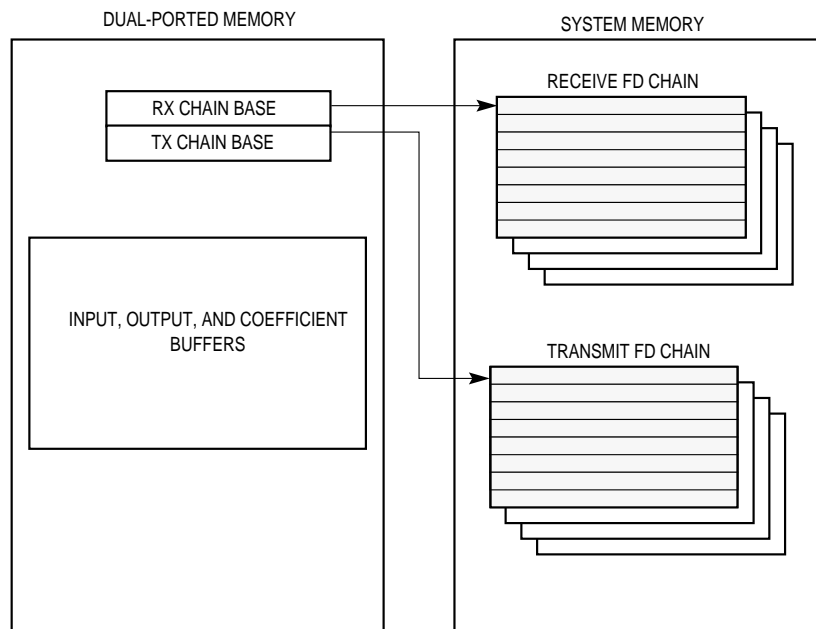 DUAL-PORTED MEMORY
SYSTEM MEMORY
RX CHAIN BASE
TX CHAIN BASE
RECEIVE FD CHAIN
INPUT, OUTPUT, AND COEFFICIENT
BUFFERS
TRANSMIT FD CHAIN